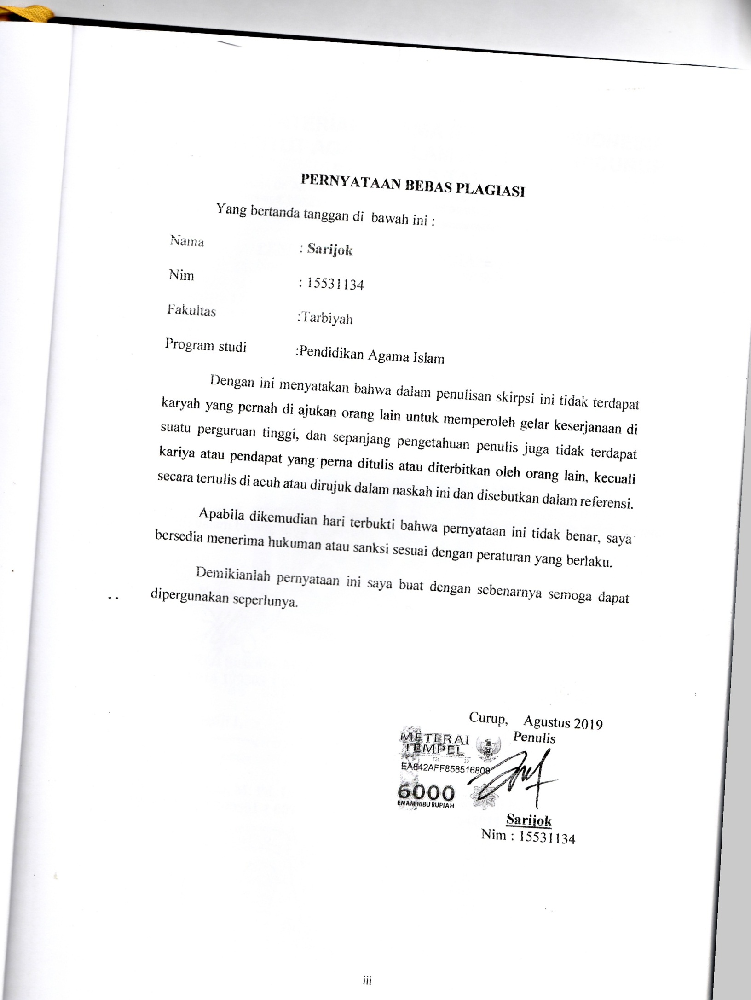 PERNYATAAN BEBAS PLAGIASI
Yang bertanda tanggan di bawah ini :
Nama : Sarijok
Nim : 15531134
Fakultas :Tarbiyah
Program studi :Pendidikan Agama Islam
Dengan ini menyatakan bahwa dalam penulisan skirpsi ini tidak terdapat
karyah yang pernah di ajukan orang lain untuk memperoleh gelar keserjanaan di
suatu perguruan tinggi, dan sepanjang pengetahuan penulis juga tidak terdapat
kariya atau pendapat yang perna ditulis atau diterbitkan oleh orang lain, kecuali
secara tertulis di acuh atau dirujuk dalam naskah ini dan disebutkan dalam referensi.
Apabila dikemudian hari terbukti bahwa pernyataan ini tidak benar, saya
bersedia menerima hukuman atau sanksi sesuai dengan peraturan yang berlaku.
Demikianlah pernyataan ini saya buat dengan sebenarnya semoga dapat
dipergunakan seperlunya.
Curup, Agustus 2019
Penulis
METERAI
TEMPEL
EA842AFF858516808
6000
ENAM RIBU RUPIAH
Sarijok
Nim : 15531134
iii